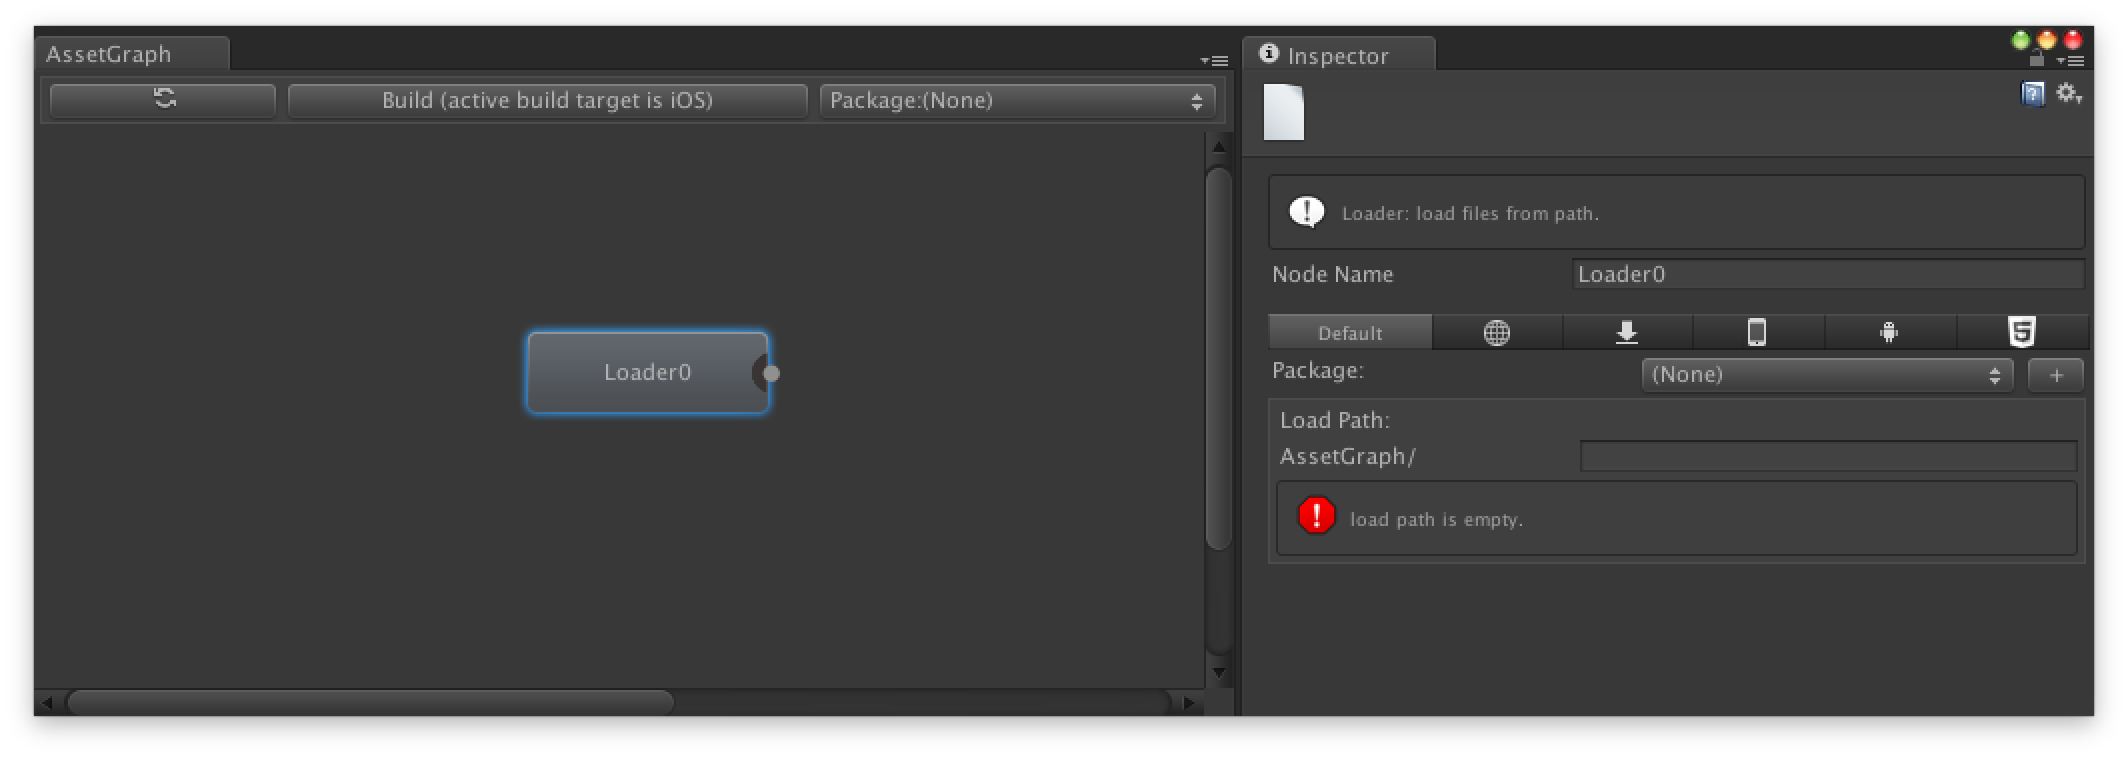 AssetGraph
Build (active build target is iOS)
Package:(None)
Loader0
Inspector
Loader: load files from path.
Node Name
Loader0
Default
Package:
(None)
+
Load Path:
AssetGraph/
load path is empty.